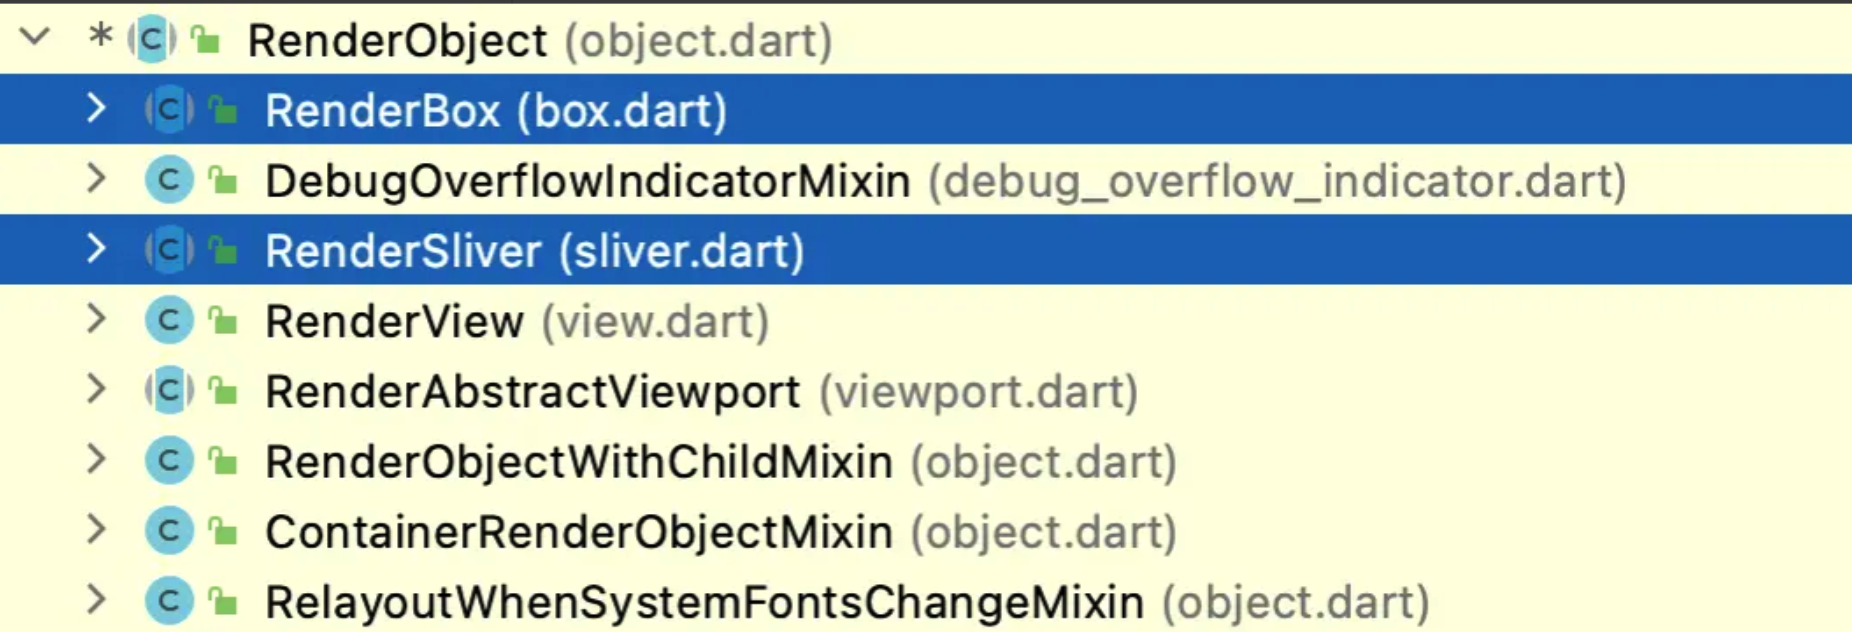 * C RenderObject (object.dart)
C RenderBox (box.dart)
C DebugOverflowIndicatorMixin (debug_overflow_indicator.dart)
C RenderSliver (sliver.dart)
C RenderView (view.dart)
C RenderAbstractViewport (viewport.dart)
C RenderObjectWithChildMixin (object.dart)
C ContainerRenderObjectMixin (object.dart)
C RelayoutWhenSystemFontsChangeMixin (object.dart)